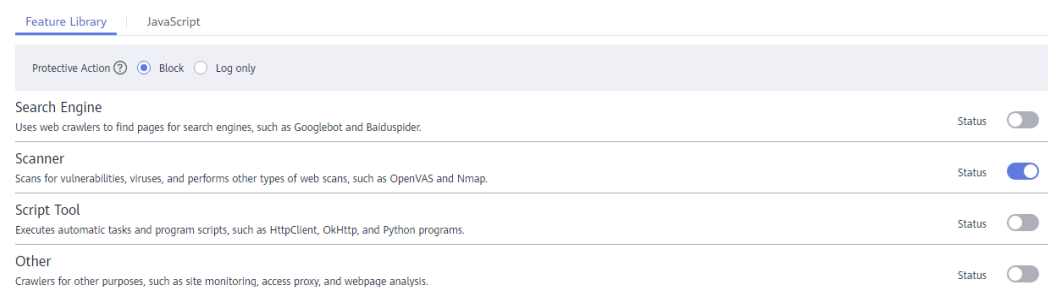 Feature Library JavaScript
Protective Action ? Block Log only
Search Engine
Uses web crawlers to find pages for search engines, such as Googlebot and Baiduspider.
Status
Scanner
Scans for vulnerabilities, viruses, and performs other types of web scans, such as OpenVAS and Nmap.
Status
Script Tool
Executes automatic tasks and program scripts, such as HttpClient, OkHttp, and Python programs.
Status
Other
Crawlers for other purposes, such as site monitoring, access proxy, and webpage analysis.
Status